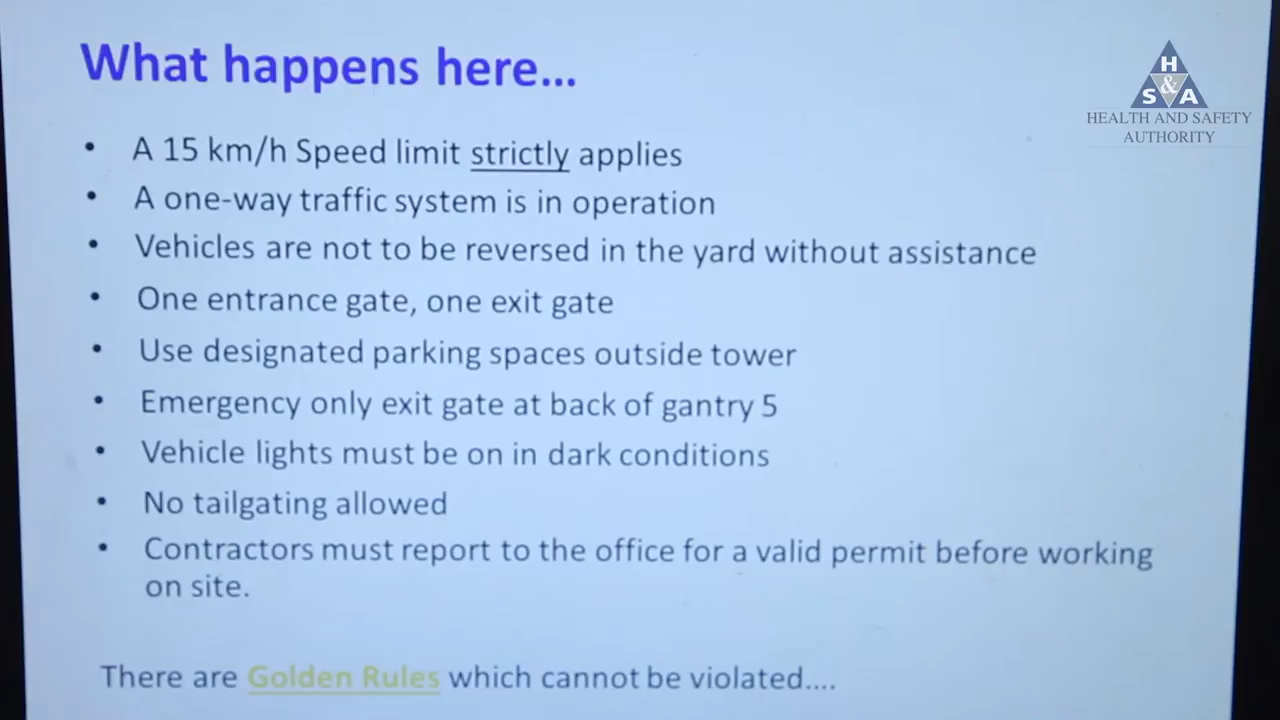 What happens here...
H
S & A
HEALTH AND SAFETY
AUTHORITY
• A 15 km/h Speed limit strictly applies
• A one-way traffic system is in operation
• Vehicles are not to be reversed in the yard without assistance
• One entrance gate, one exit gate
• Use designated parking spaces outside tower
• Emergency only exit gate at back of gantry 5
• Vehicle lights must be on in dark conditions
• No tailgating allowed
• Contractors must report to the office for a valid permit before working
on site.
There are Golden Rules which cannot be violated....